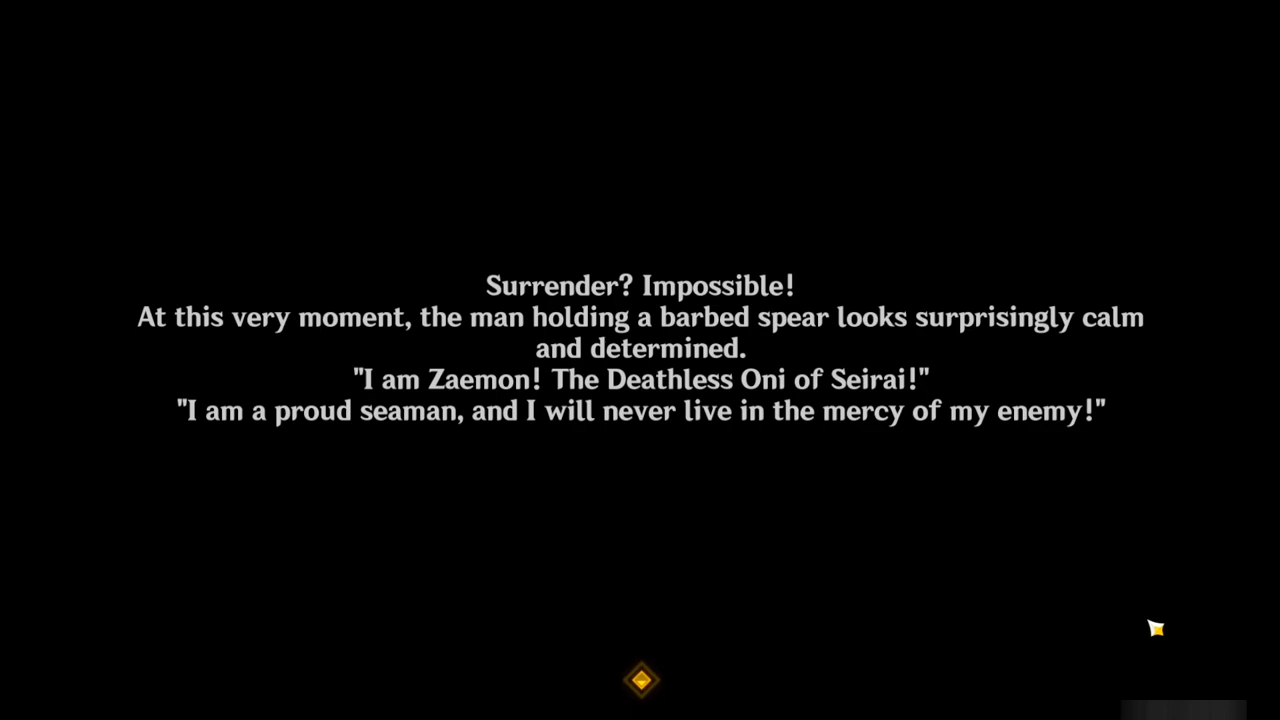 Surrender? Impossible!
At this very moment, the man holding a barbed spear looks surprisingly calm
and determined.
"I am Zaemon! The Deathless Oni of Seirai!"
"I am a proud seaman, and I will never live in the mercy of my enemy!"